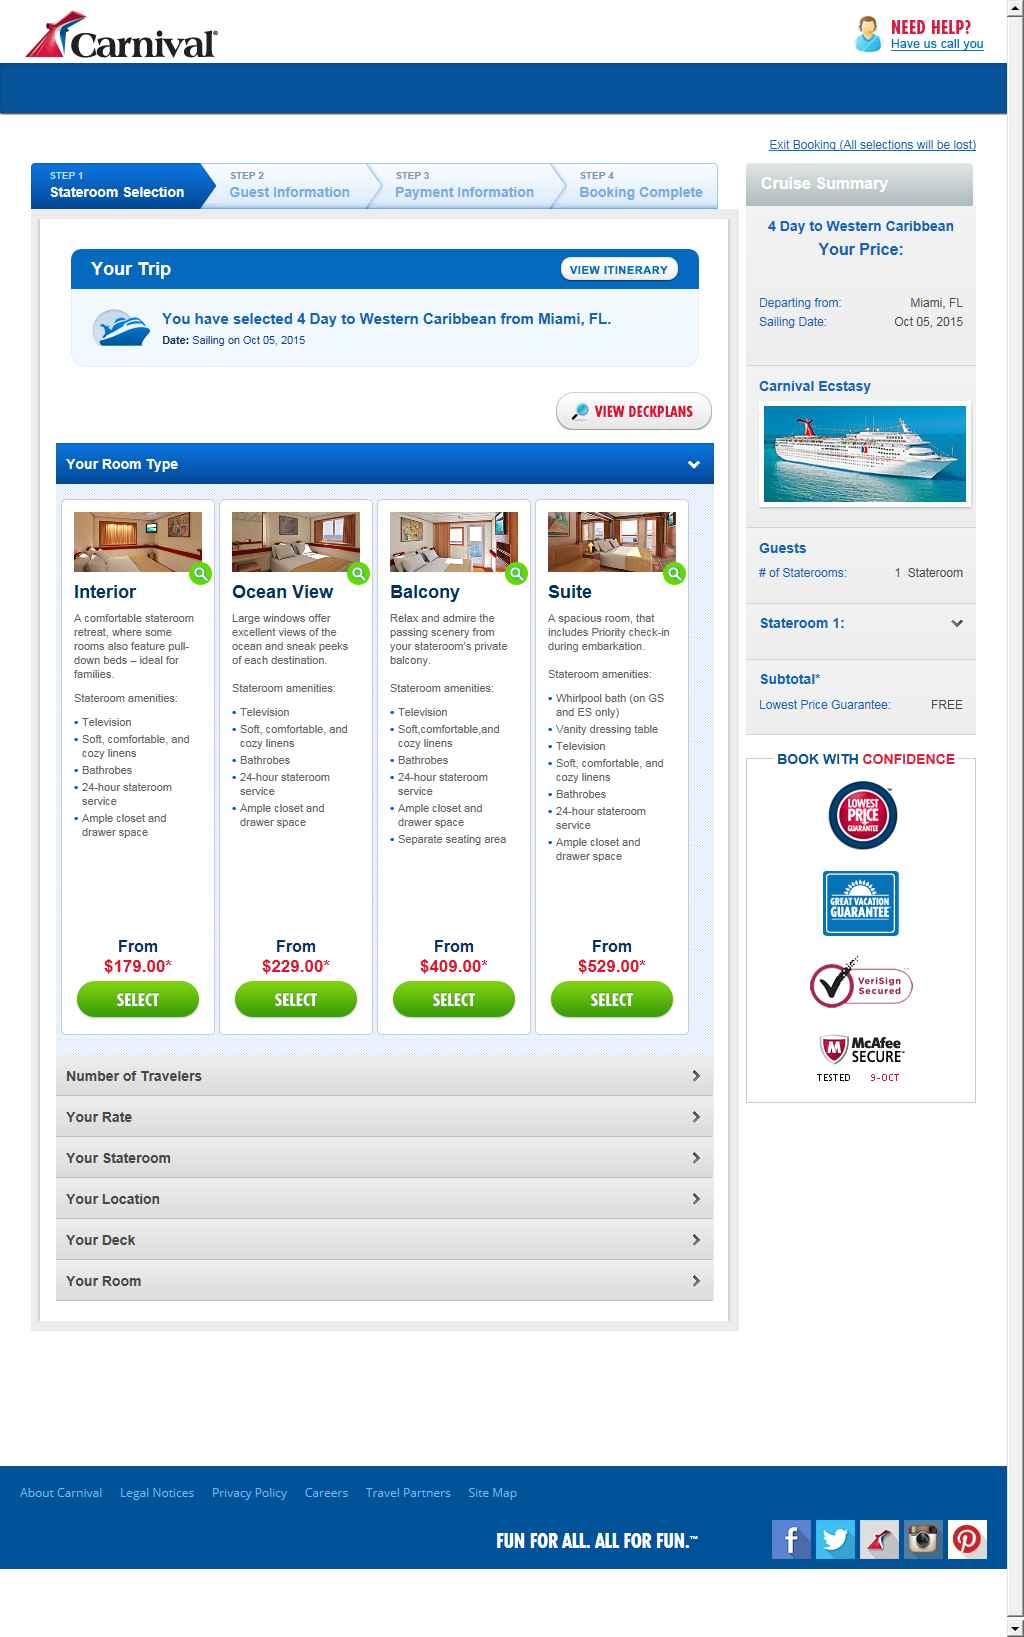 Carnival
NEED HELP?
Have us call you
Exit Booking (All selections will be lost)
STEP 1
Stateroom Selection
STEP 2
Guest Information
STEP 3
Payment Information
STEP 4
Booking Complete
Your Trip
VIEW ITINERARY
You have selected 4 Day to Western Caribbean from Miami, FL.
Date: Sailing on Oct 05, 2015
VIEW DECKPLANS
Your Room Type
Interior
A comfortable stateroom
retreat, where some
rooms also feature pull-
down beds – ideal for
families.
Stateroom amenities:
• Television
• Soft, comfortable, and
cozy linens
• Bathrobes
• 24-hour stateroom
service
• Ample closet and
drawer space
From
$179.00*
SELECT
Ocean View
Large windows offer
excellent views of the
ocean and sneak peeks
of each destination.
Stateroom amenities:
• Television
• Soft, comfortable, and
cozy linens
• Bathrobes
• 24-hour stateroom
service
• Ample closet and
drawer space
From
$229.00*
SELECT
Balcony
Relax and admire the
passing scenery from
your stateroom's private
balcony.
Stateroom amenities:
• Television
• Soft,comfortable,and
cozy linens
• Bathrobes
• 24-hour stateroom
service
• Ample closet and
drawer space
• Separate seating area
From
$409.00*
SELECT
Suite
A spacious room, that
includes Priority check-in
during embarkation.
Stateroom amenities:
• Whirlpool bath (on GS
and ES only)
• Vanity dressing table
• Television
• Soft, comfortable, and
cozy linens
• Bathrobes
• 24-hour stateroom
service
• Ample closet and
drawer space
From
$529.00*
SELECT
Number of Travelers
Your Rate
Your Stateroom
Your Location
Your Deck
Your Room
Cruise Summary
4 Day to Western Caribbean
Your Price:
Departing from: Miami, FL
Sailing Date: Oct 05, 2015
Carnival Ecstasy
Guests
# of Staterooms: 1 Stateroom
Stateroom 1:
Subtotal*
Lowest Price Guarantee: FREE
BOOK WITH CONFIDENCE
LOWEST
PRICE
GUARANTEE
GREAT VACATION
GUARANTEE
VeriSign
Secured
McAfee
SECURE™
TESTED 9-OCT
About Carnival Legal Notices Privacy Policy Careers Travel Partners Site Map
FUN FOR ALL. ALL FOR FUN.™